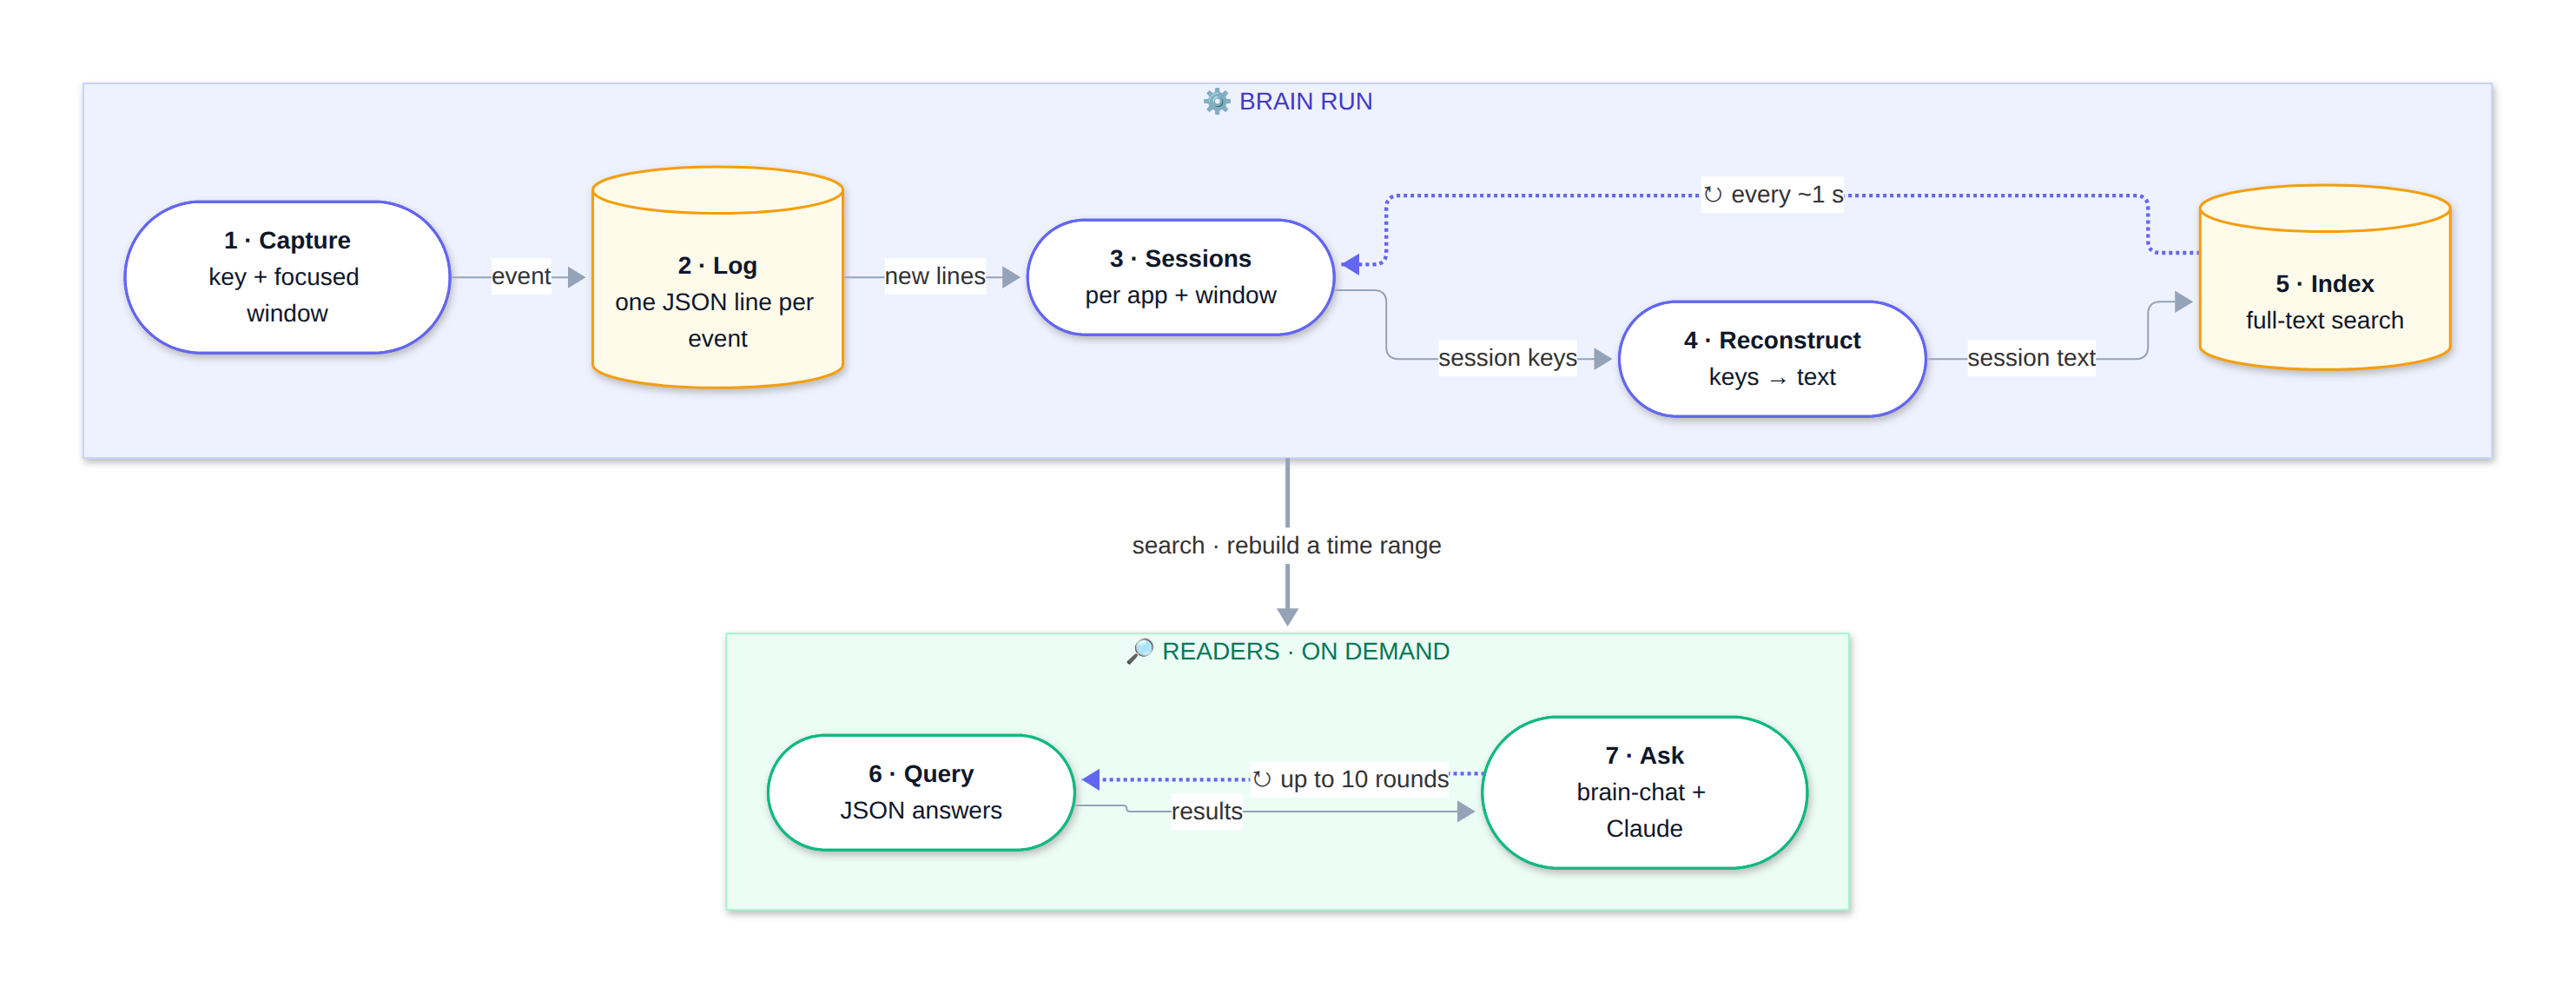 ⚙️ BRAIN RUN
1 · Capture
key + focused
window
event
2 · Log
one JSON line per
event
new lines
3 · Sessions
per app + window
↻ every ~1 s
session keys
4 · Reconstruct
keys → text
session text
5 · Index
full-text search
search · rebuild a time range
🔎 READERS · ON DEMAND
6 · Query
JSON answers
↻ up to 10 rounds
results
7 · Ask
brain-chat +
Claude